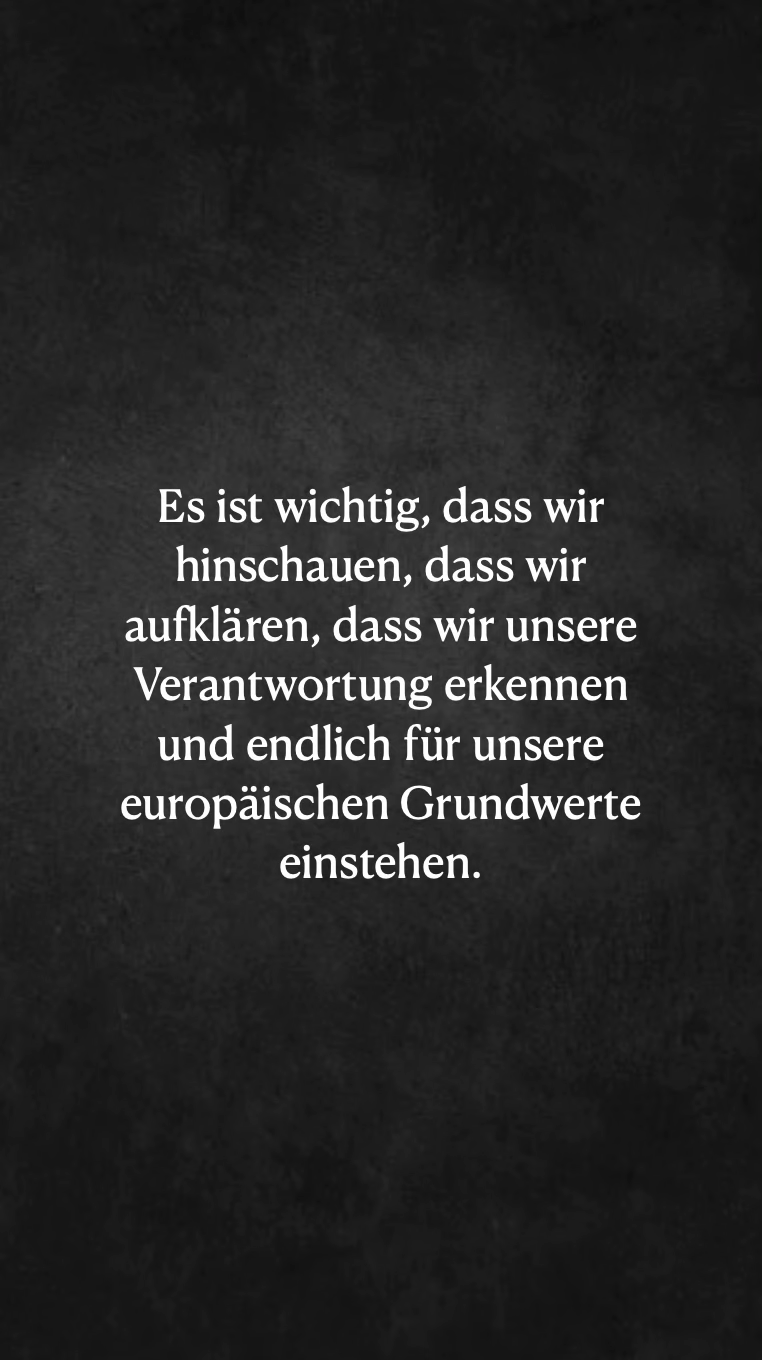 Es ist wichtig, dass wir
hinschauen, dass wir
aufklären, dass wir unsere
Verantwortung erkennen
und endlich für unsere
europäischen Grundwerte
einstehen.